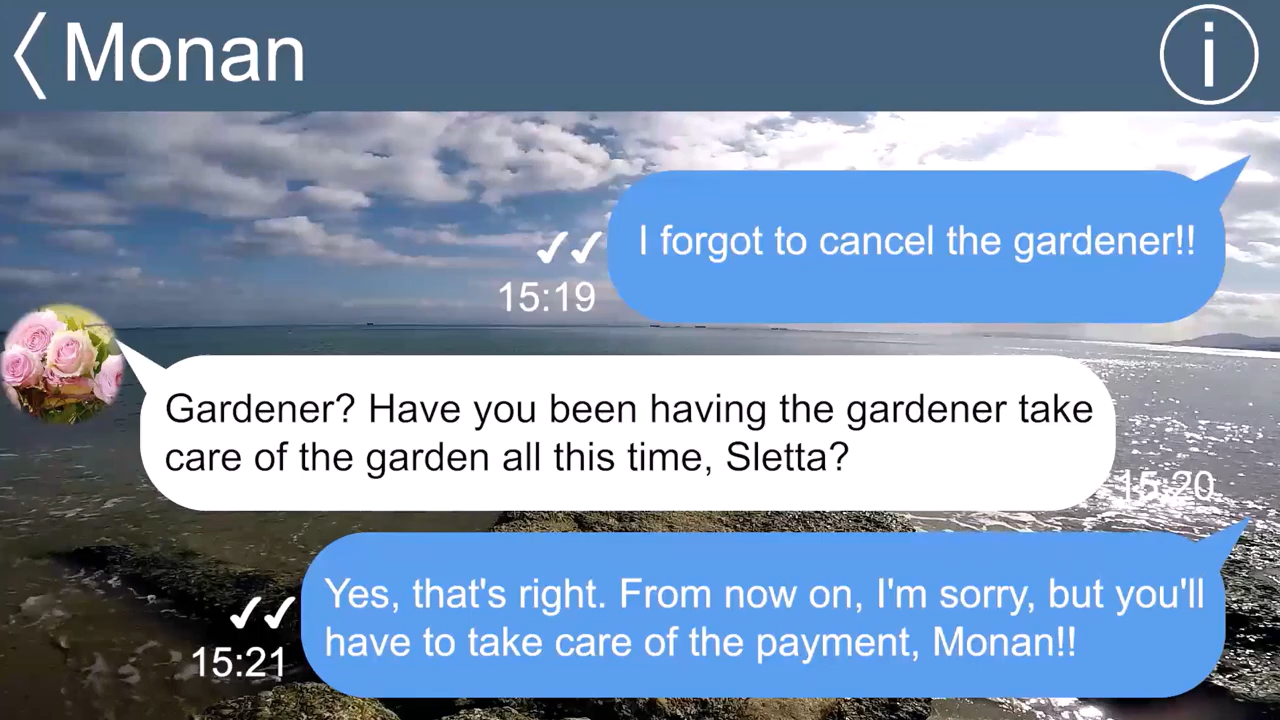 Monan
i
I forgot to cancel the gardener!!
15:19
Gardener? Have you been having the gardener take
care of the garden all this time, Sletta?
15:20
Yes, that's right. From now on, I'm sorry, but you'll
have to take care of the payment, Monan!!
15:21